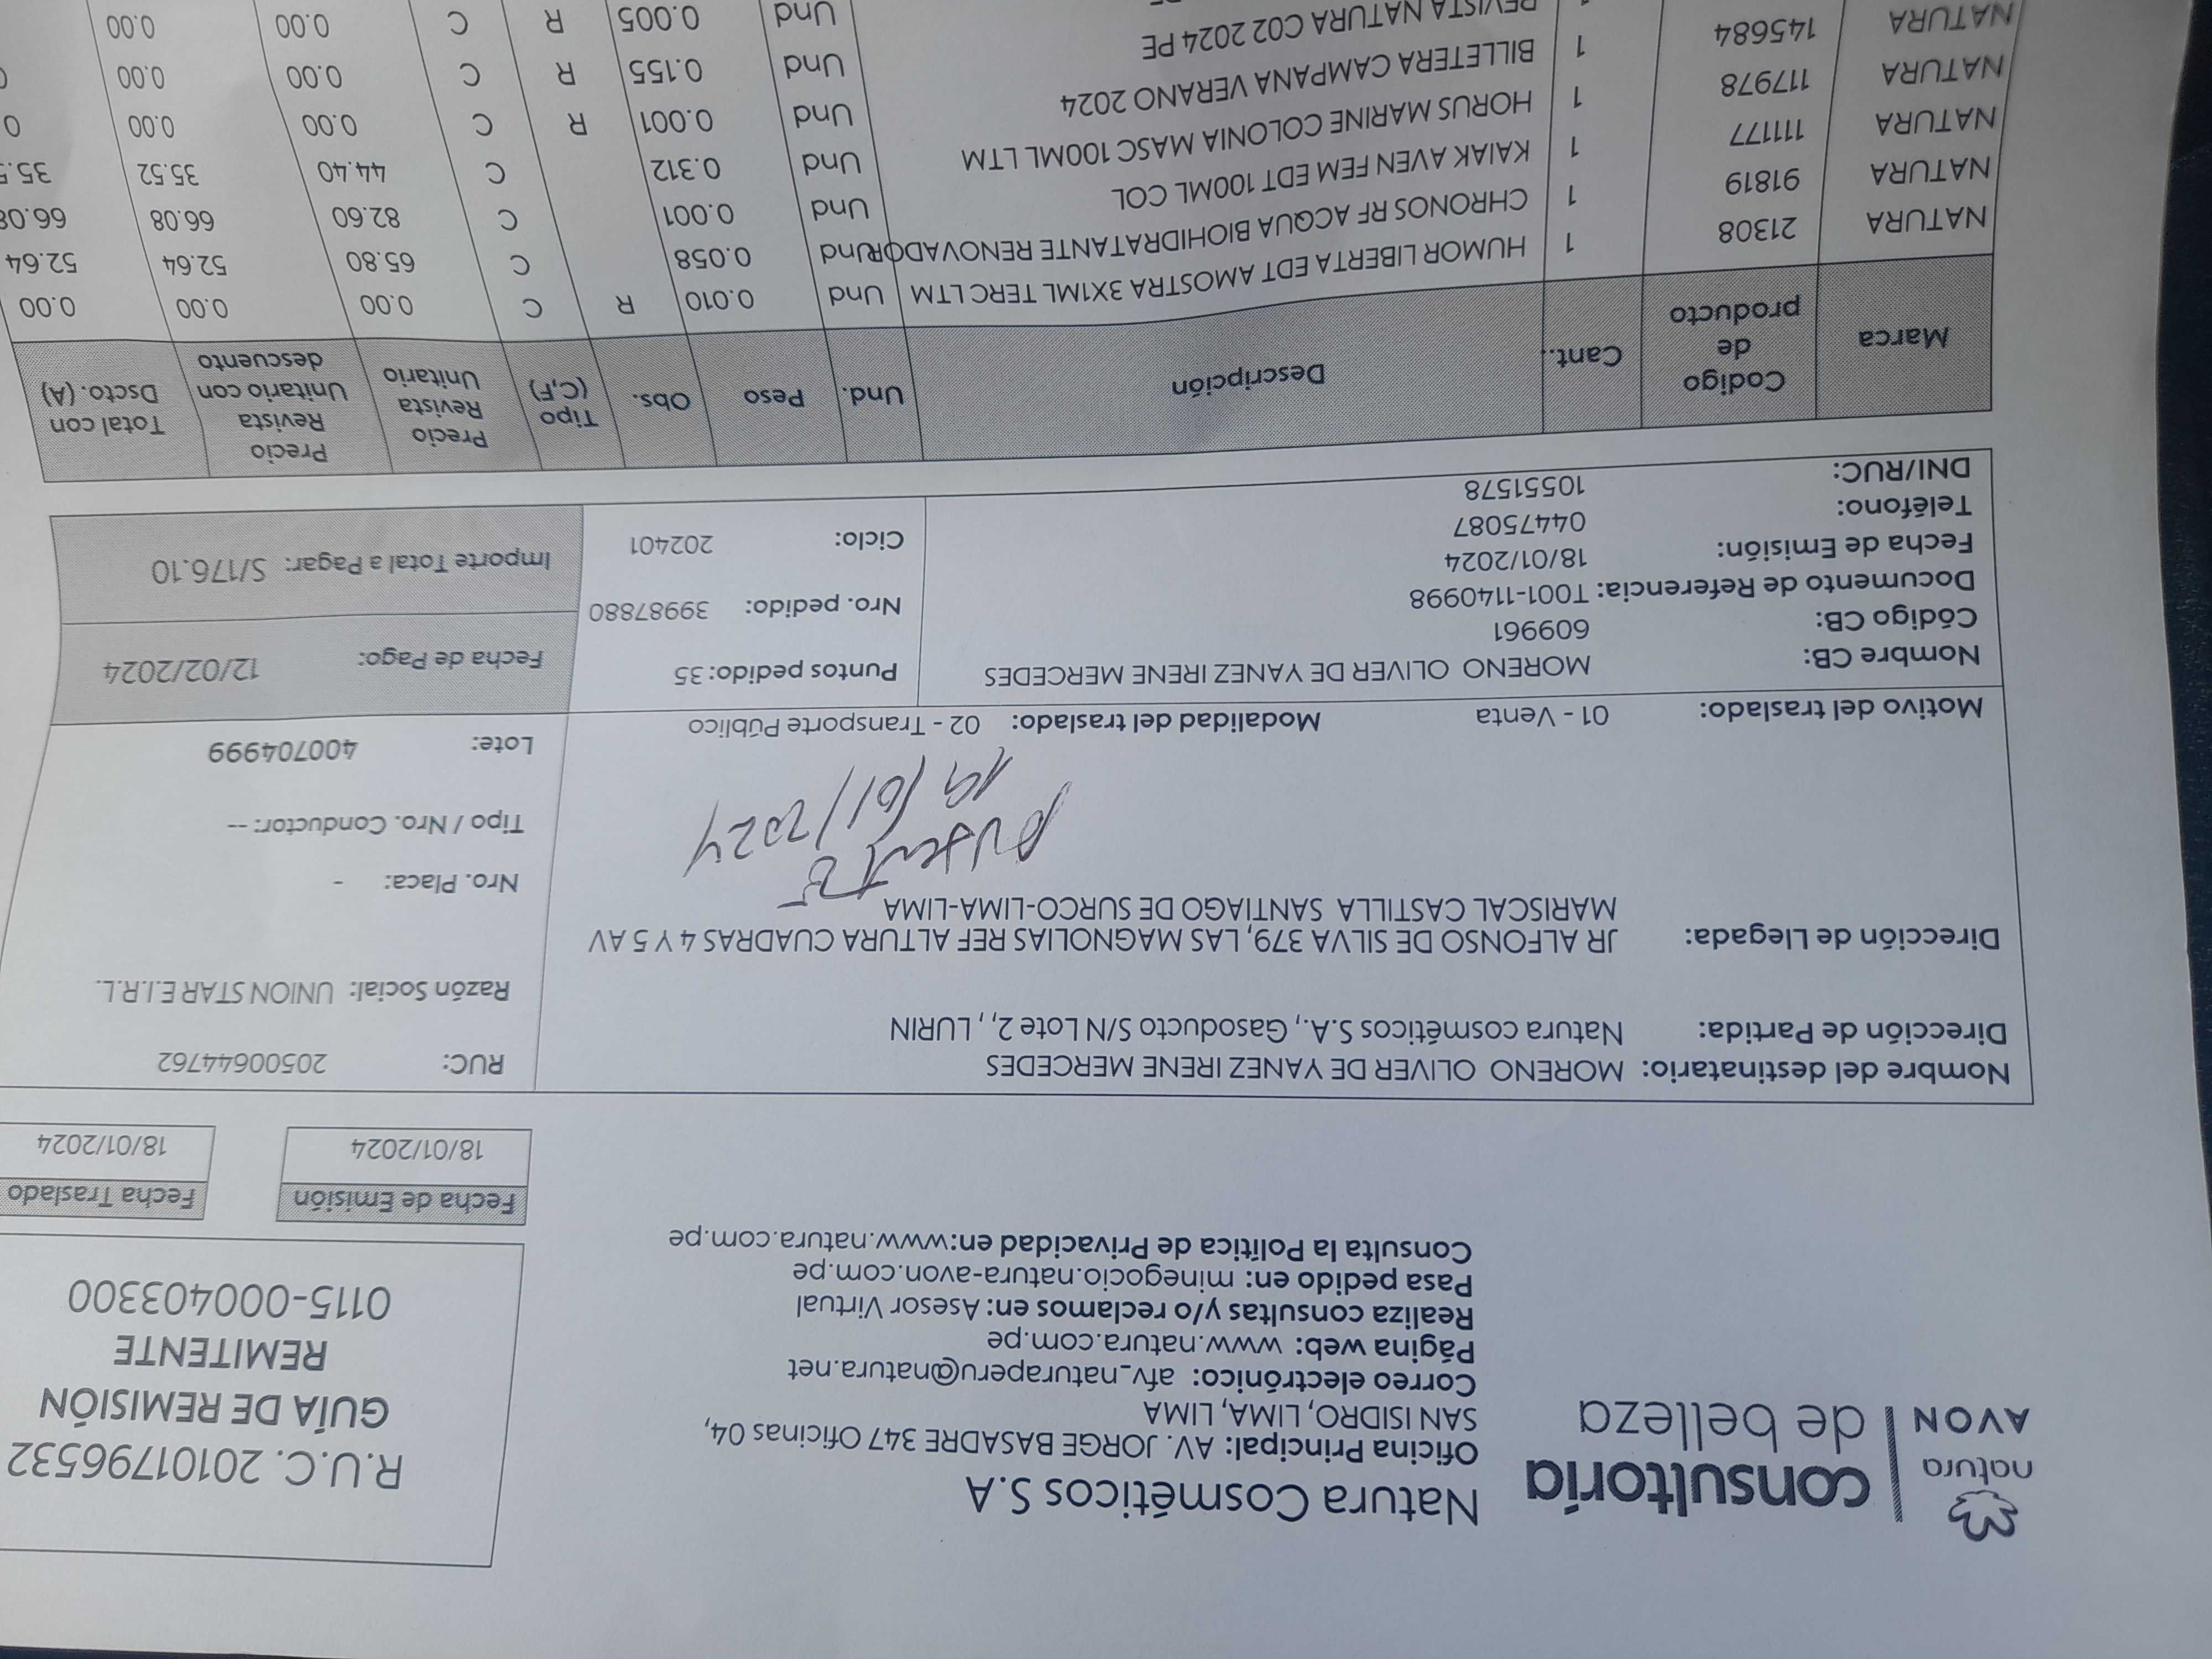 natura
AVON
consultoría
de belleza
Natura Cosméticos S.A
Oficina Principal: AV. JORGE BASADRE 347 Oficinas 04,
SAN ISIDRO, LIMA, LIMA
Correo electrónico: afv_naturaperu@natura.net
Página web: www.natura.com.pe
Realiza consultas y/o reclamos en: Asesor Virtual
Pasa pedido en: minegocio.natura-avon.com.pe
Consulta la Política de Privacidad en:www.natura.com.pe
R.U.C. 20101796532
GUÍA DE REMISIÓN
REMITENTE
0115-000403300
Fecha de Emisión Fecha Traslado
18/01/2024 18/01/2024
Nombre del destinatario: MORENO OLIVER DE YANEZ IRENE MERCEDES
Dirección de Partida: Natura cosméticos S.A., Gasoducto S/N Lote 2, , LURIN
Dirección de Llegada: JR ALFONSO DE SILVA 379, LAS MAGNOLIAS REF ALTURA CUADRAS 4 Y 5 AV
MARISCAL CASTILLA SANTIAGO DE SURCO-LIMA-LIMA
RUC: 20500644762
Razón Social: UNION STAR E.I.R.L.
Nro. Placa: -
Tipo / Nro. Conductor: --
Lote: 400704999
Ausente
19/01/2024
Motivo del traslado: 01 - Venta Modalidad del traslado: 02 - Transporte Público
Nombre CB: MORENO OLIVER DE YANEZ IRENE MERCEDES
Código CB: 609961
Documento de Referencia: T001-1140998
Fecha de Emisión: 18/01/2024
Teléfono: 04475087
DNI/RUC: 10551578
Puntos pedido: 35
Nro. pedido: 39987880
Ciclo: 202401
Fecha de Pago: 12/02/2024
Importe Total a Pagar: S/176.10
Marca Codigo de producto Cant.. Descripción Und. Peso Obs. Tipo (C,F) Precio Revista Unitario Precio Revista Unitario con descuento Total con Dscto. (A)
NATURA 21308 1 HUMOR LIBERTA EDT AMOSTRA 3X1ML TERC LTM Und 0.010 R C 0.00 0.00 0.00
NATURA 91819 1 CHRONOS RF ACQUA BIOHIDRATANTE RENOVADOR Und 0.058 C 65.80 52.64 52.64
NATURA 111177 1 KAIAK AVEN FEM EDT 100ML COL Und 0.001 C 82.60 66.08 66.08
NATURA 117978 1 HORUS MARINE COLONIA MASC 100ML LTM Und 0.312 C 44.40 35.52 35.5
NATURA 145684 1 BILLETERA CAMPANA VERANO 2024 Und 0.001 R C 0.00 0.00 0
REVISTA NATURA C02 2024 PE Und 0.155 R C 0.00 0.00
Und 0.005 R C 0.00 0.00